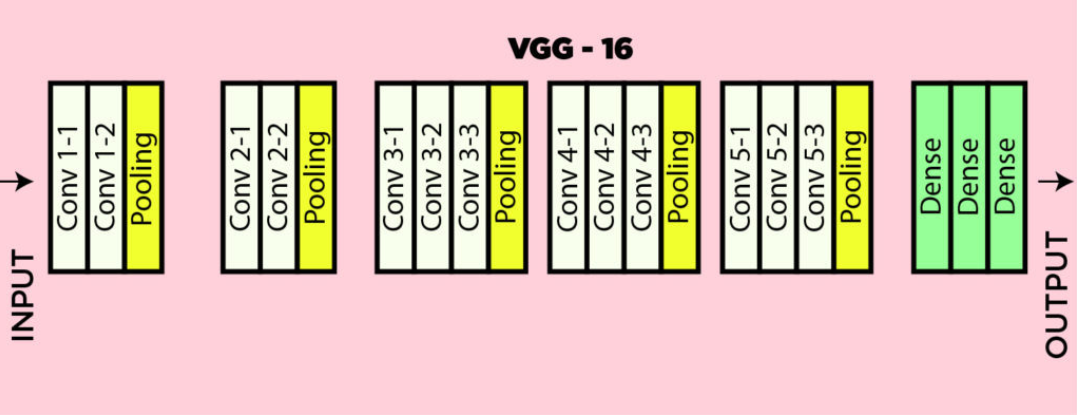 VGG - 16
INPUT
Conv 1-1
Conv 1-2
Pooling
Conv 2-1
Conv 2-2
Pooling
Conv 3-1
Conv 3-2
Conv 3-3
Pooling
Conv 4-1
Conv 4-2
Conv 4-3
Pooling
Conv 5-1
Conv 5-2
Conv 5-3
Pooling
Dense
Dense
Dense
OUTPUT